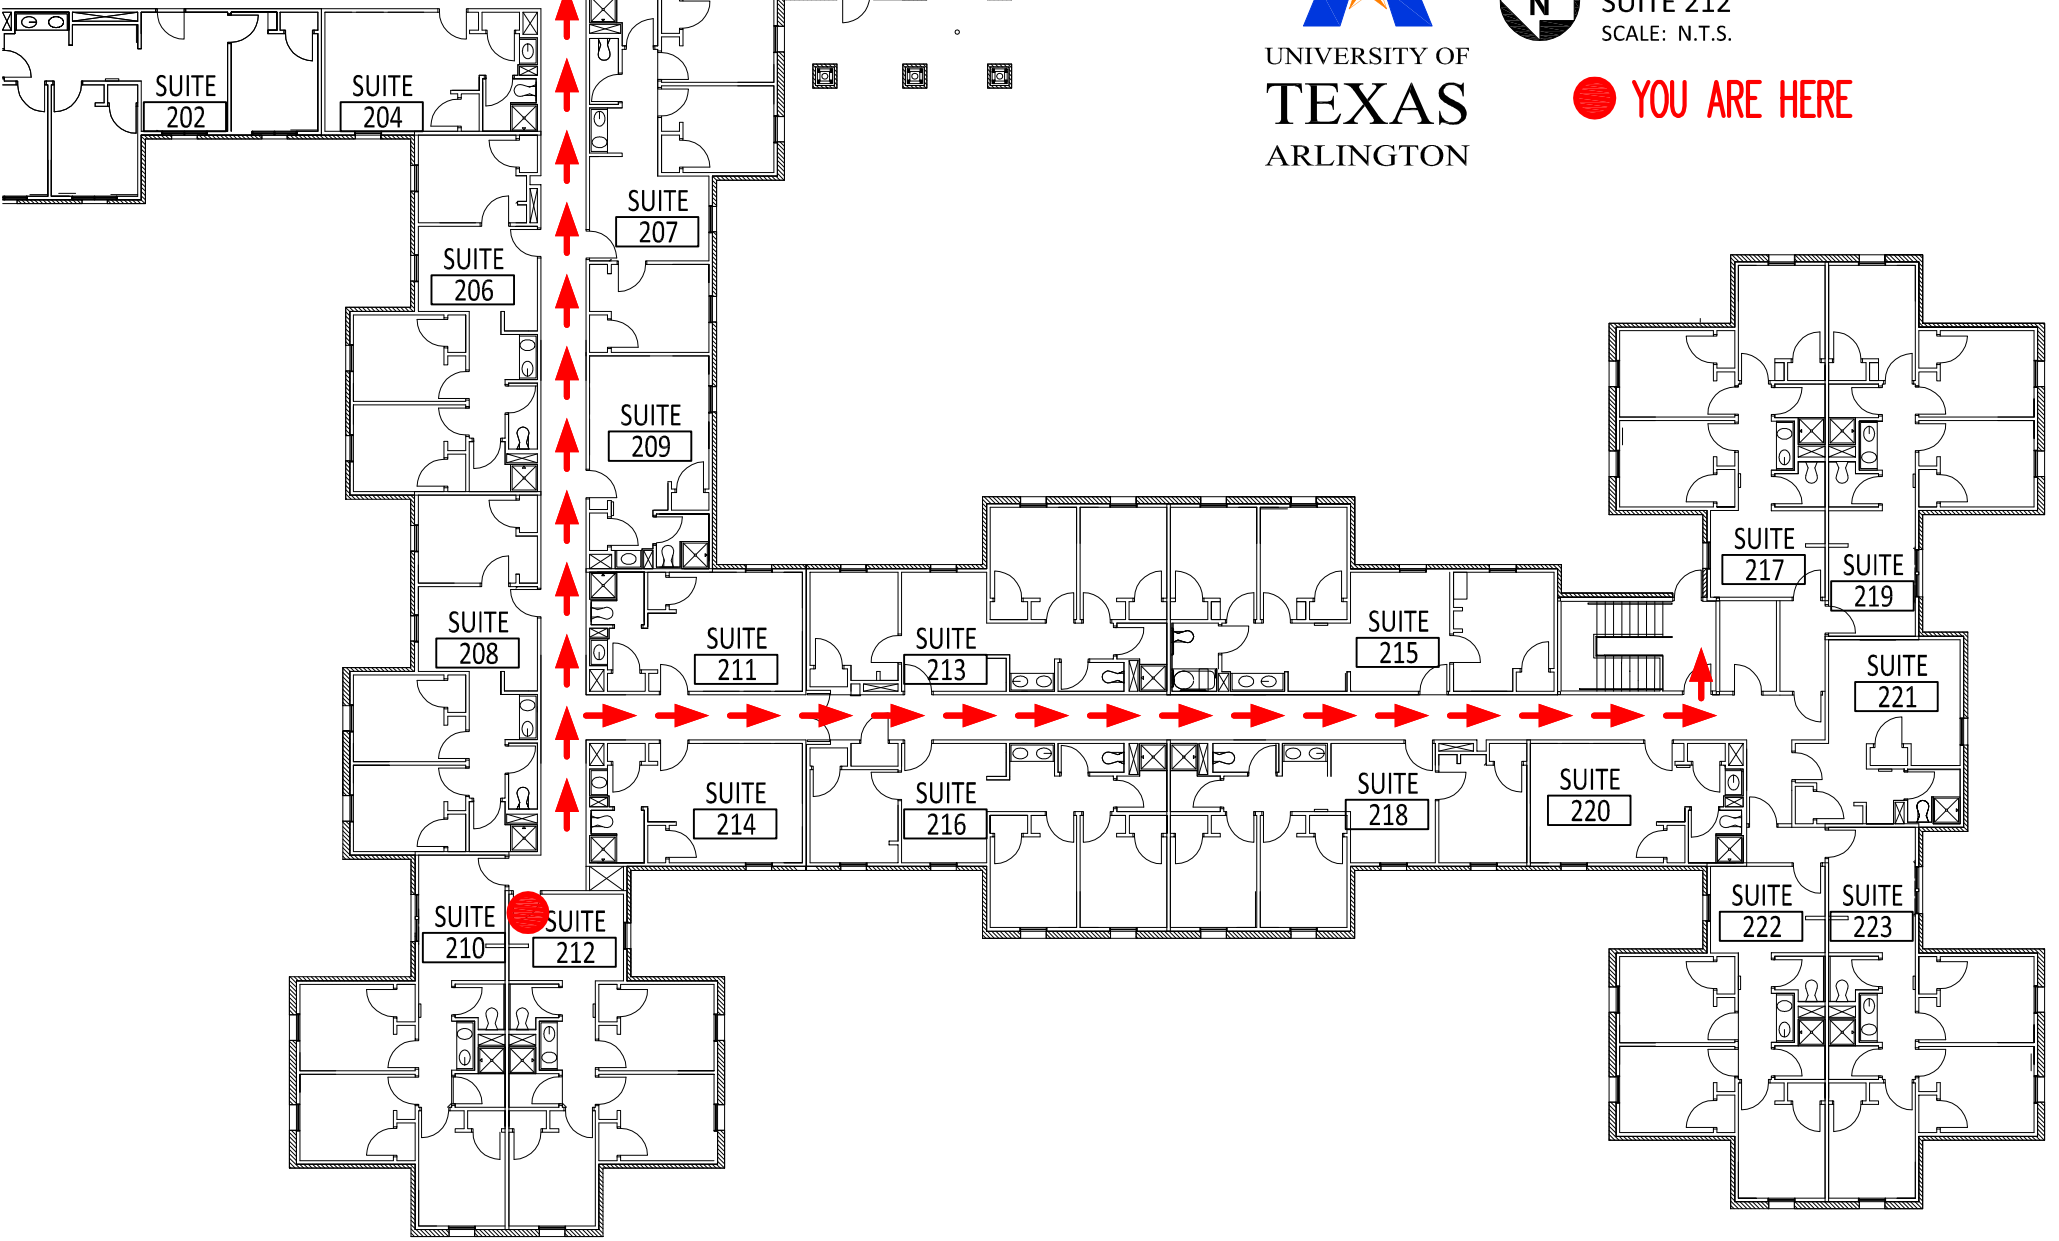 N
SUITE 212
SCALE: N.T.S.
UNIVERSITY OF
TEXAS
ARLINGTON
YOU ARE HERE
SUITE
202
SUITE
204
SUITE
207
SUITE
206
SUITE
209
SUITE
217
SUITE
219
SUITE
208
SUITE
211
SUITE
213
SUITE
215
SUITE
221
SUITE
214
SUITE
216
SUITE
218
SUITE
220
SUITE
210
SUITE
212
SUITE
222
SUITE
223